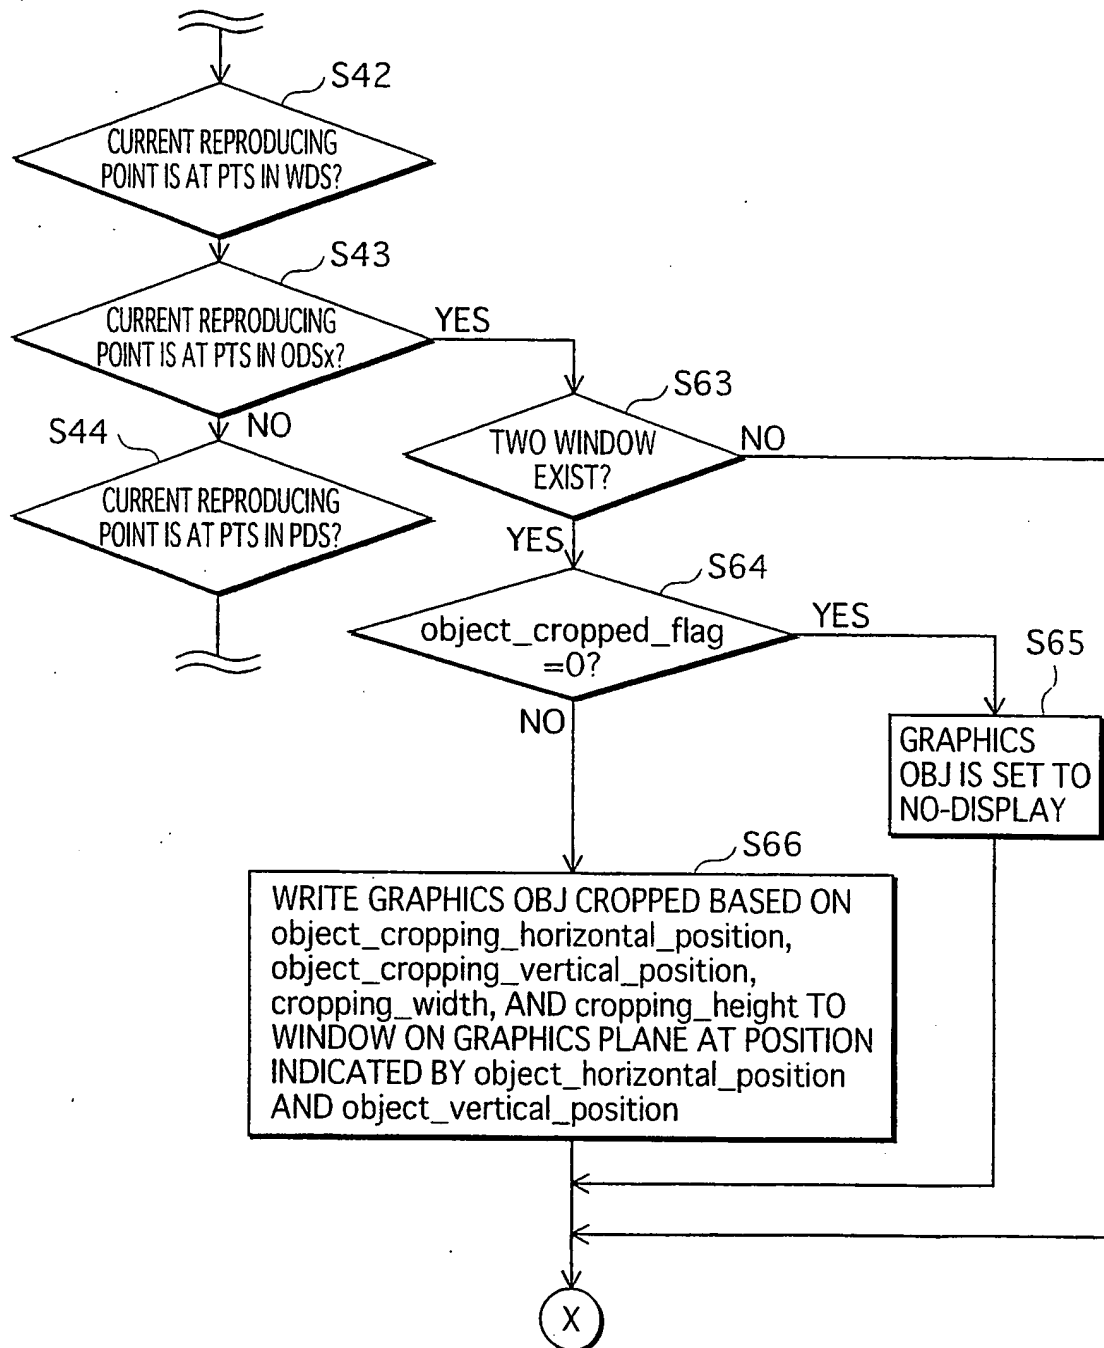 S42
CURRENT REPRODUCING
POINT IS AT PTS IN WDS?
S43
CURRENT REPRODUCING
POINT IS AT PTS IN ODSx?
YES
NO
S44
CURRENT REPRODUCING
POINT IS AT PTS IN PDS?
S63
TWO WINDOW
EXIST?
NO
YES
S64
object_cropped_flag
=0?
YES
NO
S65
GRAPHICS
OBJ IS SET TO
NO-DISPLAY
S66
WRITE GRAPHICS OBJ CROPPED BASED ON
object_cropping_horizontal_position,
object_cropping_vertical_position,
cropping_width, AND cropping_height TO
WINDOW ON GRAPHICS PLANE AT POSITION
INDICATED BY object_horizontal_position
AND object_vertical_position
X